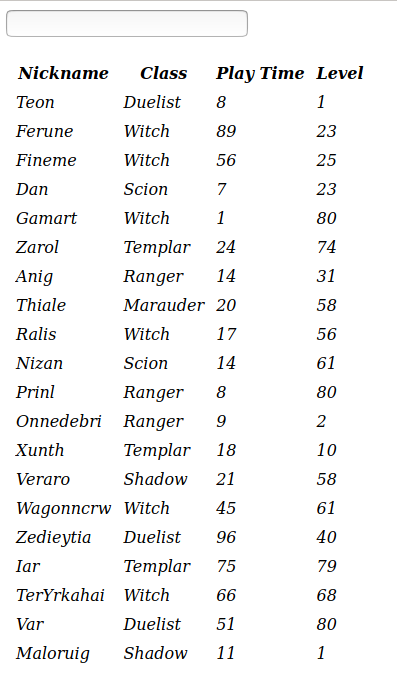 Nickname Class Play Time Level
Teon Duelist 8 1
Ferune Witch 89 23
Fineme Witch 56 25
Dan Scion 7 23
Gamart Witch 1 80
Zarol Templar 24 74
Anig Ranger 14 31
Thiale Marauder 20 58
Ralis Witch 17 56
Nizan Scion 14 61
Prinl Ranger 8 80
Onnedebri Ranger 9 2
Xunth Templar 18 10
Veraro Shadow 21 58
Wagonncrw Witch 45 61
Zedieytia Duelist 96 40
Iar Templar 75 79
TerYrkahai Witch 66 68
Var Duelist 51 80
Maloruig Shadow 11 1